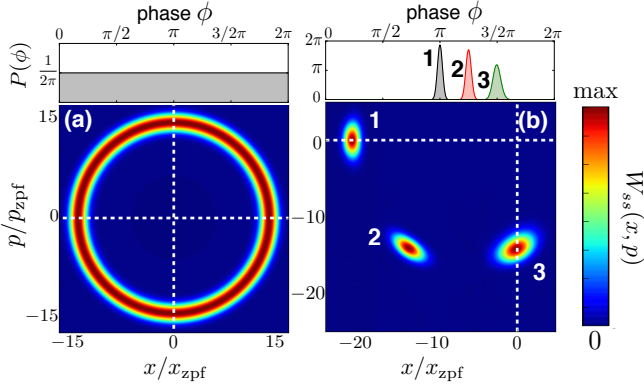 phase ϕ
phase ϕ
0 π/2 π 3/2π 2π
π/2 π 3/2π 2π
P(ϕ)
1/2π
2π
π
0
1
2
3
(a)
(b)
15
0
−15
p/p_zpf
0
−10
−20
1
2
3
−15 0 15
−20 −10 0
x/x_zpf
x/x_zpf
max
W_ss(x,p)
0